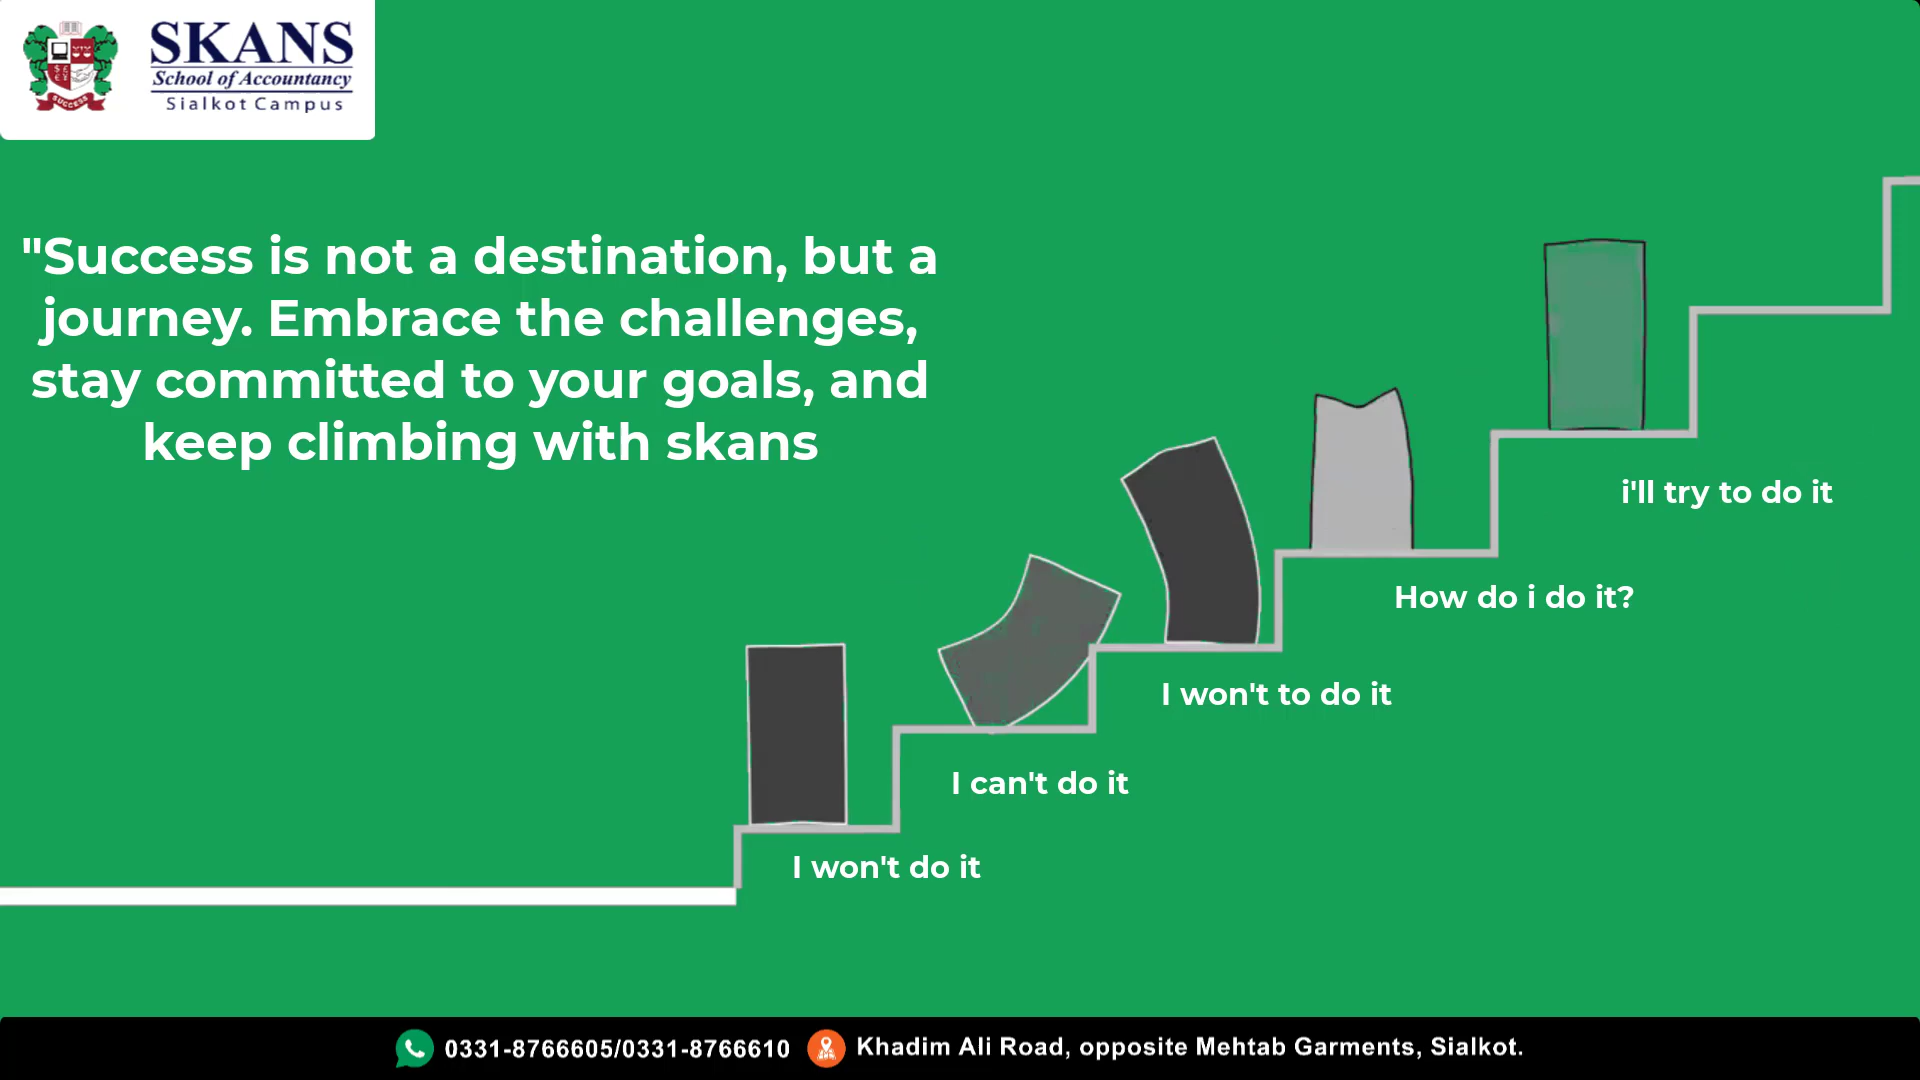 SKANS
School of Accountancy
Sialkot Campus
SUCCESS
"Success is not a destination, but a
journey. Embrace the challenges,
stay committed to your goals, and
keep climbing with skans
i'll try to do it
How do i do it?
I won't to do it
I can't do it
I won't do it
0331-8766605/0331-8766610
Khadim Ali Road, opposite Mehtab Garments, Sialkot.